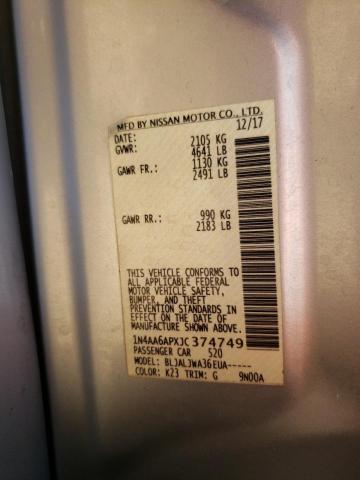 MFD BY NISSAN MOTOR CO., LTD.
DATE: 12/17
GVWR: 2105 KG
4641 LB
GAWR FR.: 1130 KG
2491 LB
GAWR RR.: 990 KG
2183 LB
THIS VEHICLE CONFORMS TO
ALL APPLICABLE FEDERAL
MOTOR VEHICLE SAFETY,
BUMPER, AND THEFT
PREVENTION STANDARDS IN
EFFECT ON THE DATE OF
MANUFACTURE SHOWN ABOVE.
1N4AA6APXJC374749
PASSENGER CAR 520
MODEL: BLJALJWA36EUA-----
COLOR: K23 TRIM: G 9N00A